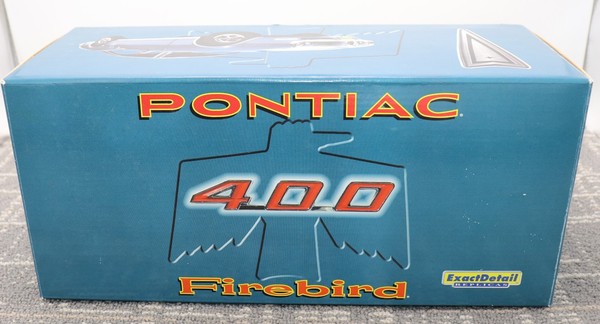 PONTIAC
400
Firebird
ExactDetail
REPLICAS